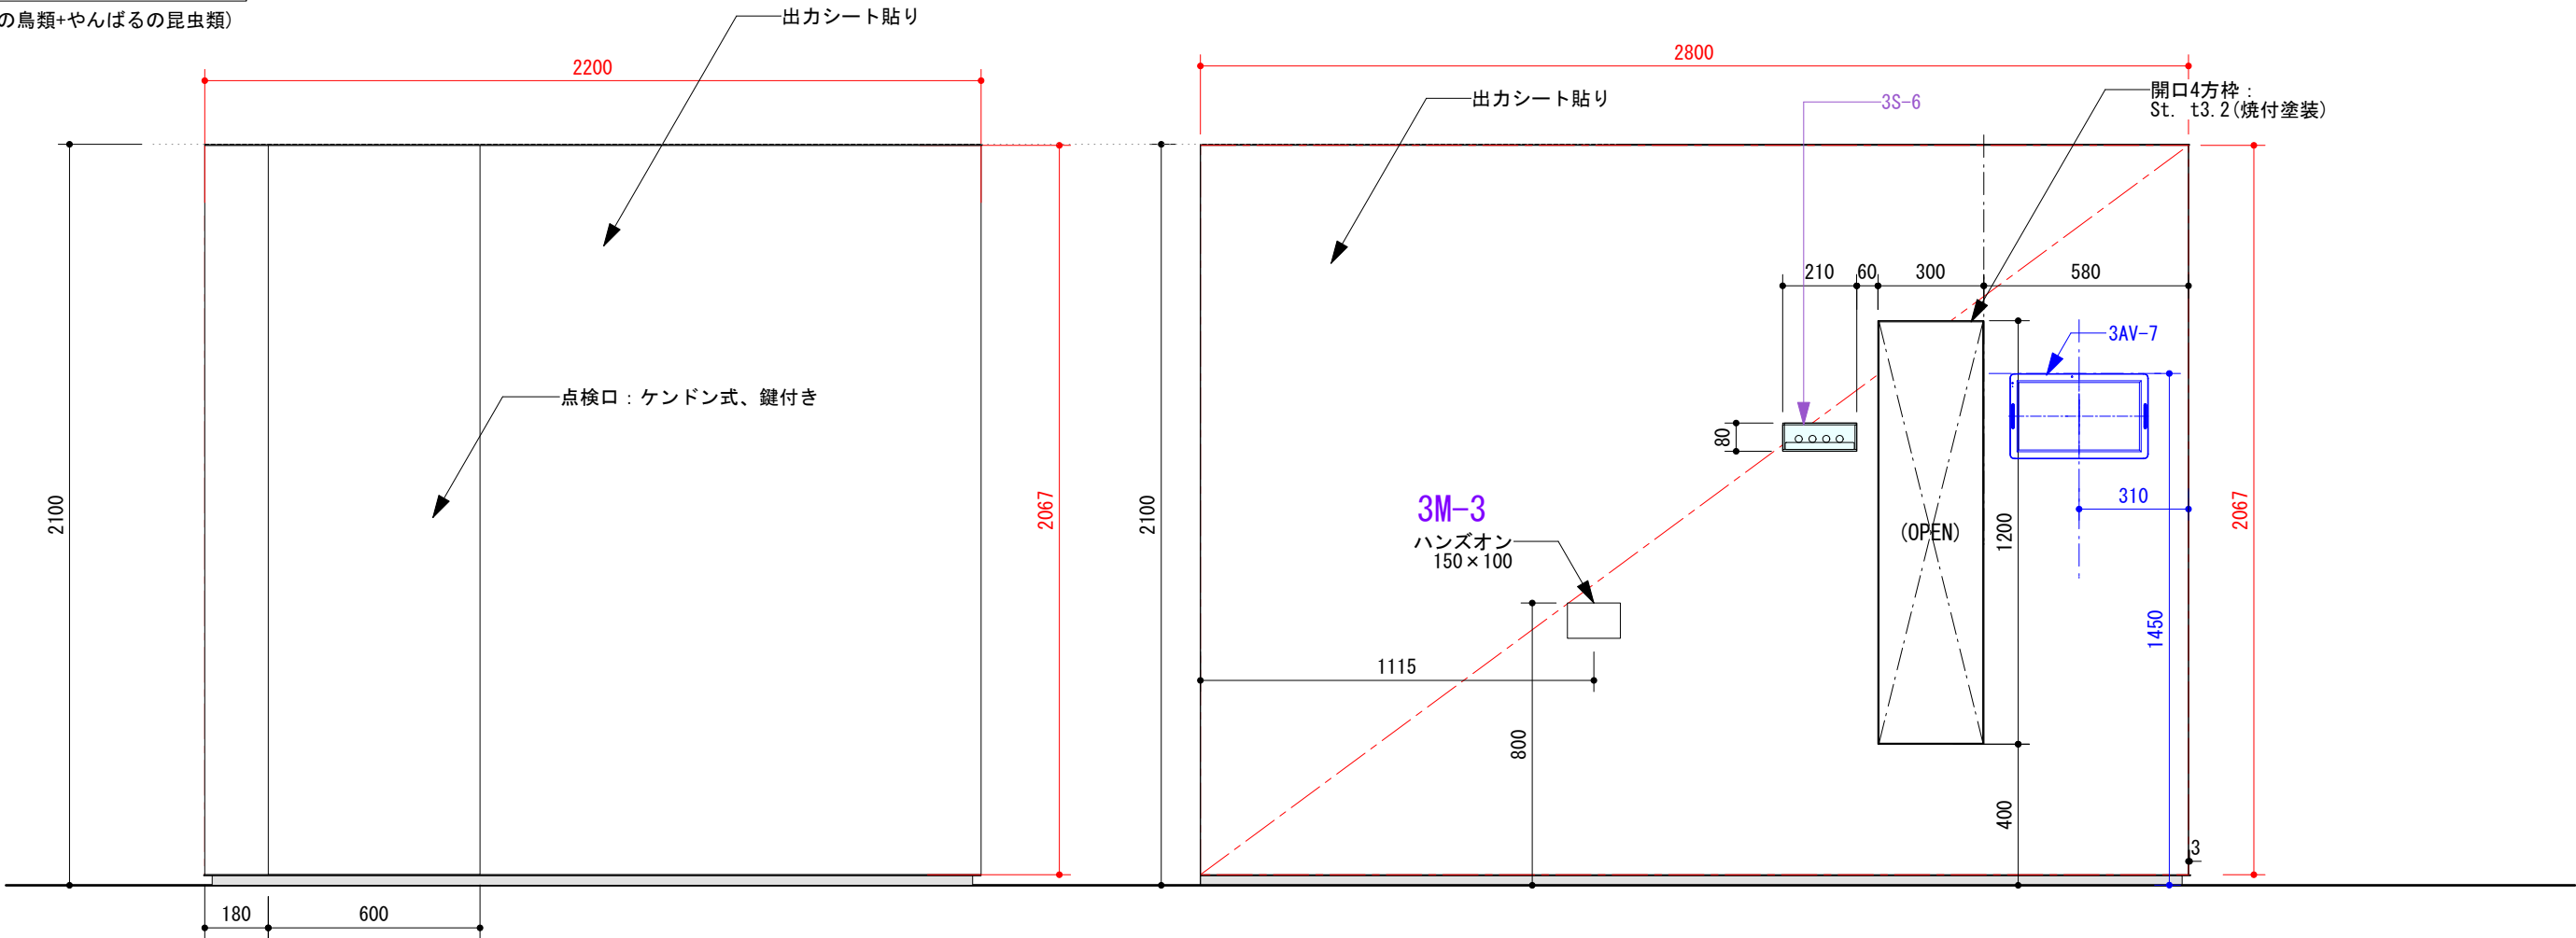 の鳥類+やんばるの昆虫類)
出力シート貼り
2200
2800
出力シート貼り
3S-6
開口4方枠：
St. t3.2(焼付塗装)
210
60
300
580
3AV-7
点検口：ケンドン式、鍵付き
80
2100
2067
2100
3M-3
ハンズオン
150×100
(OPEN)
1200
310
2067
1450
1115
800
400
3
180
600